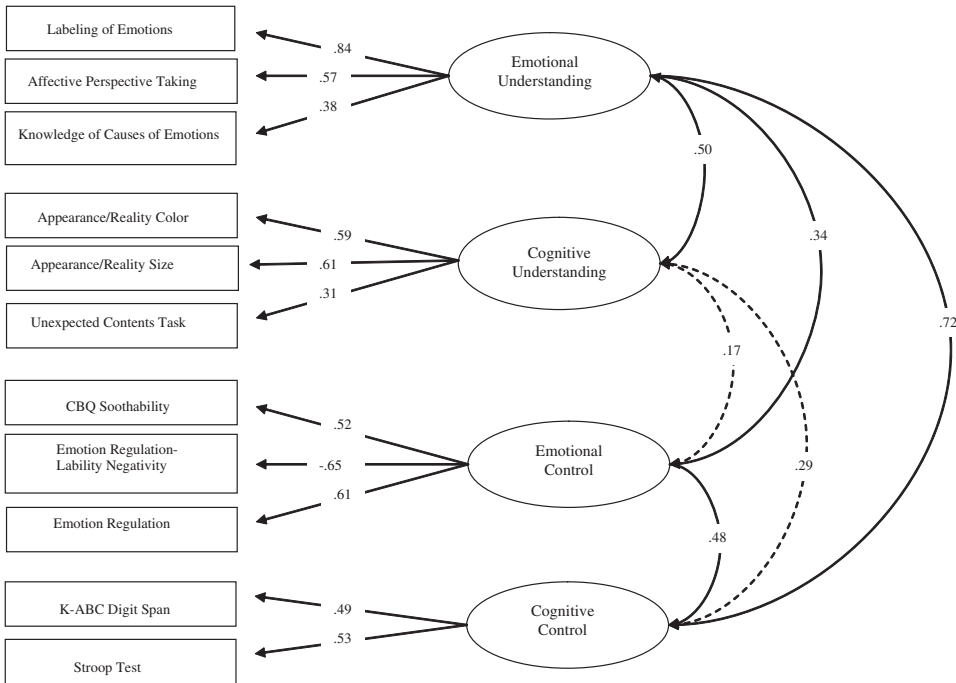 Labeling of Emotions
Affective Perspective Taking
Knowledge of Causes of Emotions
.84
.57
.38
Emotional
Understanding
Appearance/Reality Color
Appearance/Reality Size
Unexpected Contents Task
.59
.61
.31
Cognitive
Understanding
CBQ Soothability
Emotion Regulation-
Lability Negativity
Emotion Regulation
.52
-.65
.61
Emotional
Control
K-ABC Digit Span
Stroop Test
.49
.53
Cognitive
Control
.50
.34
.72
.17
.29
.48